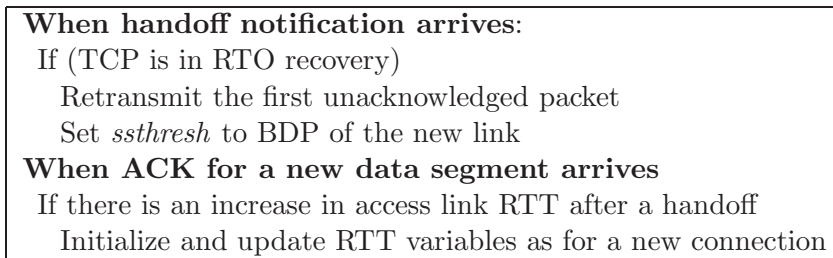 When handoff notification arrives:
If (TCP is in RTO recovery)
Retransmit the first unacknowledged packet
Set ssthresh to BDP of the new link
When ACK for a new data segment arrives
If there is an increase in access link RTT after a handoff
Initialize and update RTT variables as for a new connection